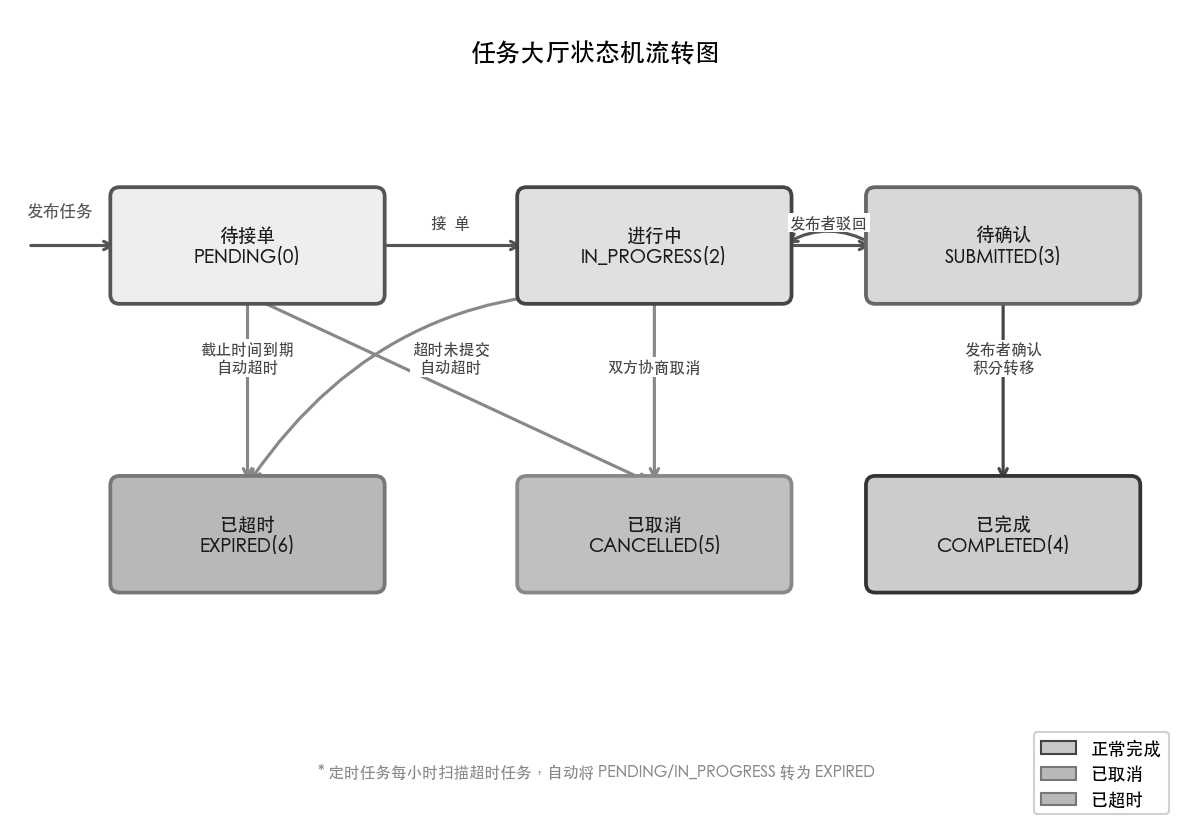 任务大厅状态机流转图
发布任务
待接单
PENDING(0)
接 单
进行中
IN_PROGRESS(2)
发布者驳回
待确认
SUBMITTED(3)
截止时间到期
自动超时
超时未提交
自动超时
双方协商取消
发布者确认
积分转移
已超时
EXPIRED(6)
已取消
CANCELLED(5)
已完成
COMPLETED(4)
* 定时任务每小时扫描超时任务，自动将 PENDING/IN_PROGRESS 转为 EXPIRED
正常完成
已取消
已超时